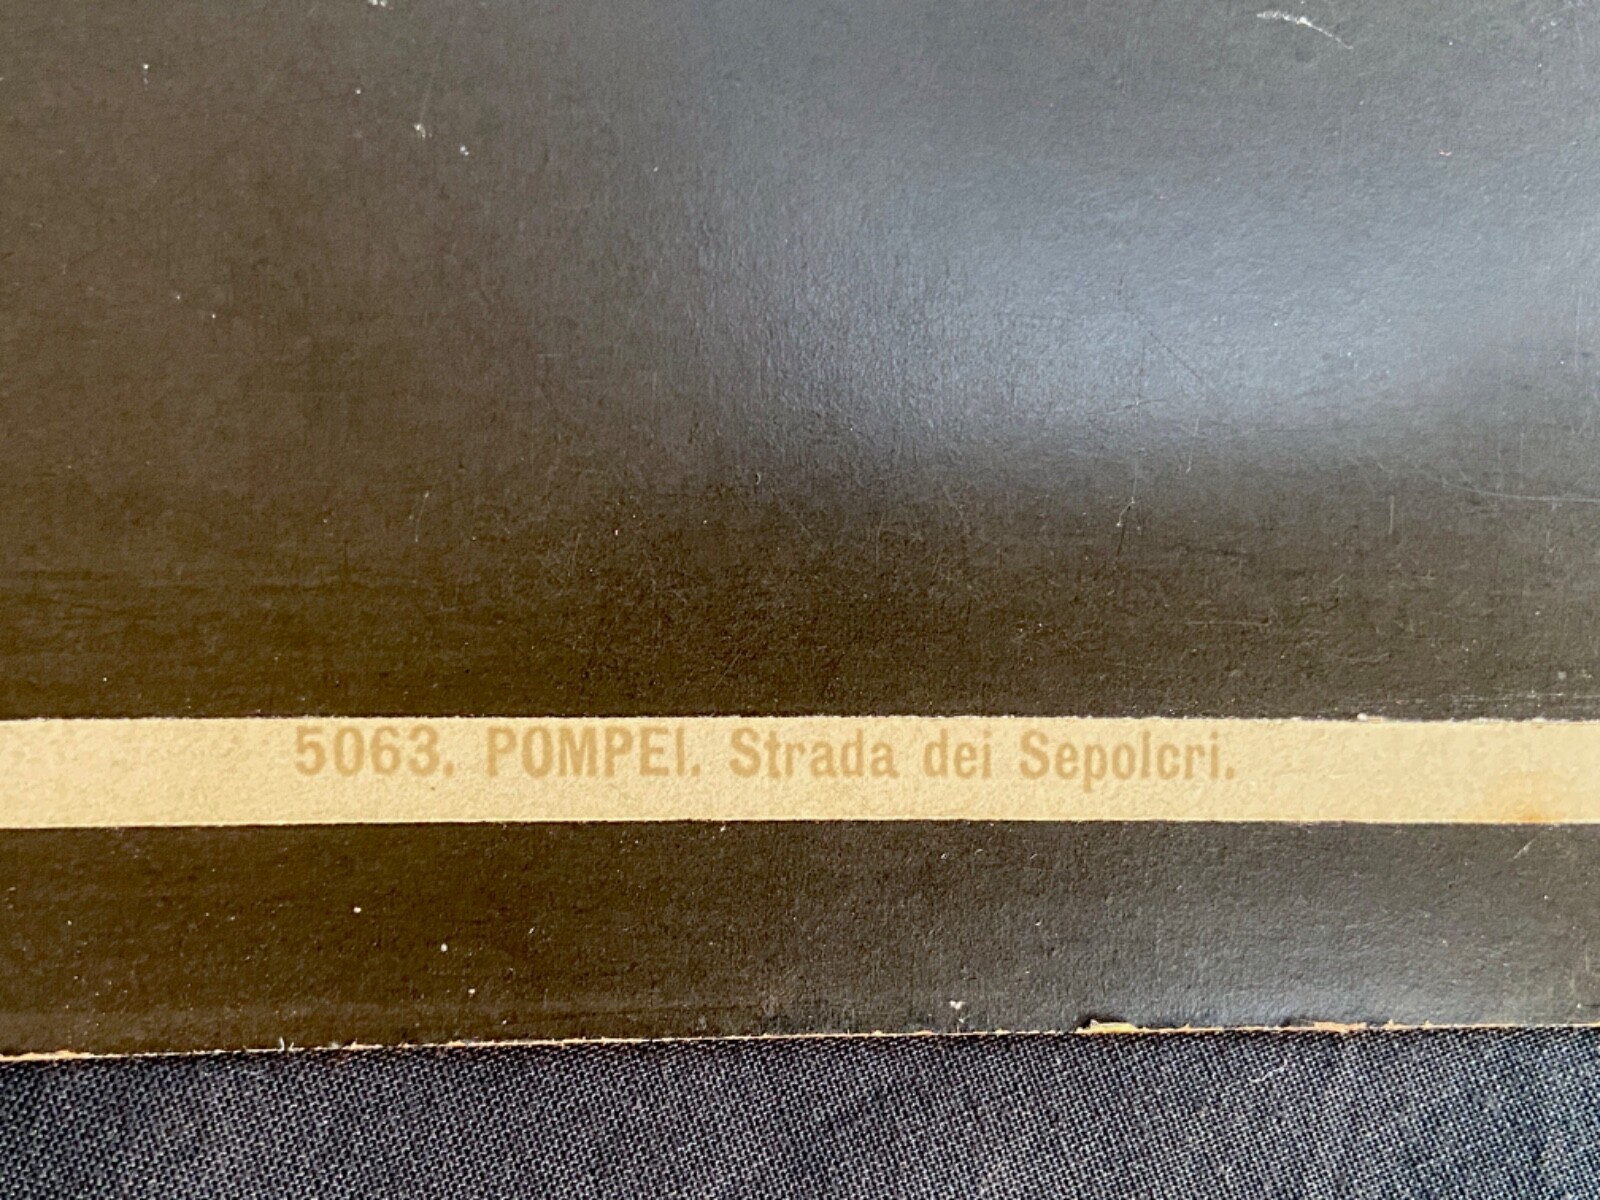 5063. POMPEI. Strada dei Sepolcri.